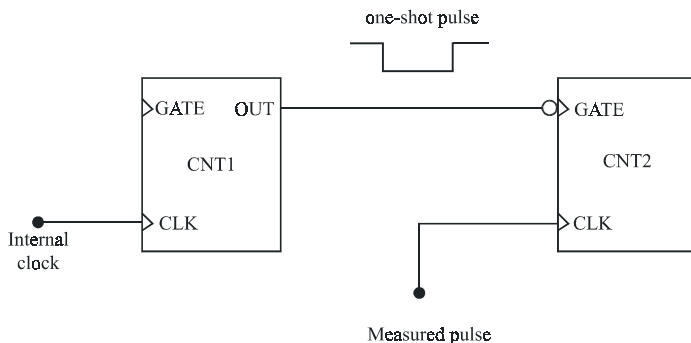 one-shot pulse
GATE OUT
CNT1
CLK
Internal
clock
GATE
CNT2
CLK
Measured pulse